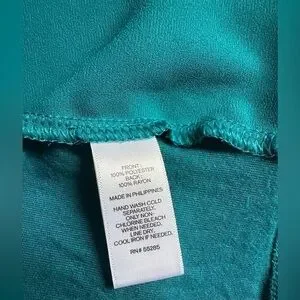 FRONT:
100% POLYESTER
BACK:
100% RAYON
MADE IN PHILIPPINES
HAND WASH COLD
SEPARATELY.
ONLY NON-
CHLORINE BLEACH
WHEN NEEDED.
LINE DRY.
COOL IRON IF NEEDED.
RN# 55285